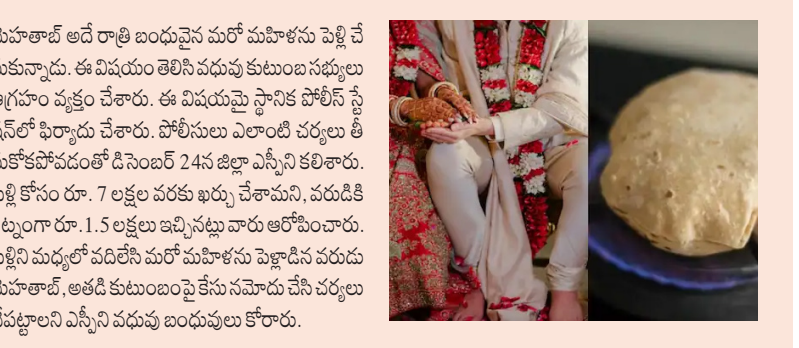 మెహతాబ్ అదే రాత్రి బంధువైన మరో మహిళను పెళ్లి చే
సుకున్నాడు. ఈ విషయం తెలిసి వధువు కుటుంబ సభ్యులు
ఆగ్రహం వ్యక్తం చేశారు. ఈ విషయమై స్థానిక పోలీస్ స్టే
షన్‌లో ఫిర్యాదు చేశారు. పోలీసులు ఎలాంటి చర్యలు తీ
సుకోకపోవడంతో డిసెంబర్ 24న జిల్లా ఎస్పీని కలిశారు.
పెళ్లి కోసం రూ. 7 లక్షల వరకు ఖర్చు చేశామని, వరుడికి
కట్నంగా రూ.1.5 లక్షలు ఇచ్చినట్లు వారు ఆరోపించారు.
పెళ్లిని మధ్యలో వదిలేసి మరో మహిళను పెళ్లాడిన వరుడు
మెహతాబ్, అతడి కుటుంబంపై కేసు నమోదు చేసి చర్యలు
చేపట్టాలని ఎస్పీని వధువు బంధువులు కోరారు.